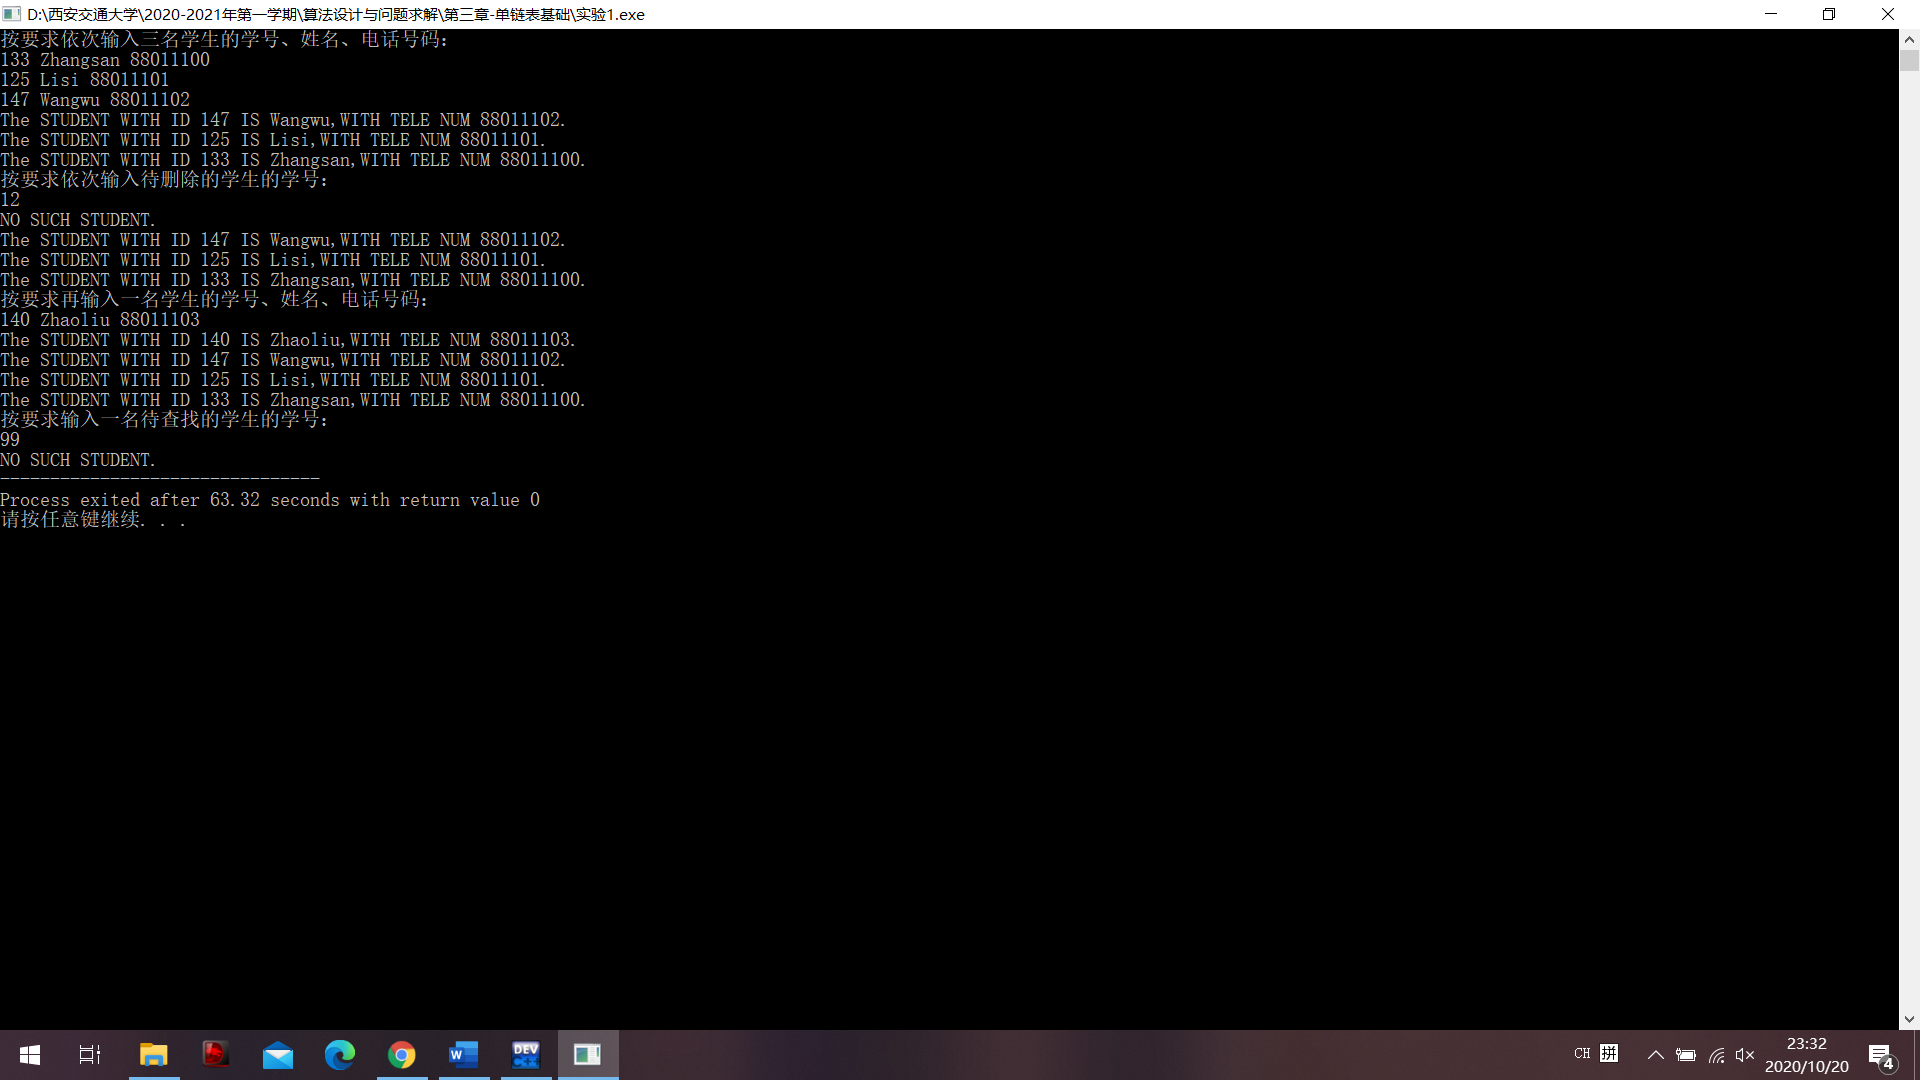 D:\西安交通大学\2020-2021年第一学期\算法设计与问题求解\第三章-单链表基础\实验1.exe
按要求依次输入三名学生的学号、姓名、电话号码：
133 Zhangsan 88011100
125 Lisi 88011101
147 Wangwu 88011102
The STUDENT WITH ID 147 IS Wangwu,WITH TELE NUM 88011102.
The STUDENT WITH ID 125 IS Lisi,WITH TELE NUM 88011101.
The STUDENT WITH ID 133 IS Zhangsan,WITH TELE NUM 88011100.
按要求依次输入待删除的学生的学号：
12
NO SUCH STUDENT.
The STUDENT WITH ID 147 IS Wangwu,WITH TELE NUM 88011102.
The STUDENT WITH ID 125 IS Lisi,WITH TELE NUM 88011101.
The STUDENT WITH ID 133 IS Zhangsan,WITH TELE NUM 88011100.
按要求再输入一名学生的学号、姓名、电话号码：
140 Zhaoliu 88011103
The STUDENT WITH ID 140 IS Zhaoliu,WITH TELE NUM 88011103.
The STUDENT WITH ID 147 IS Wangwu,WITH TELE NUM 88011102.
The STUDENT WITH ID 125 IS Lisi,WITH TELE NUM 88011101.
The STUDENT WITH ID 133 IS Zhangsan,WITH TELE NUM 88011100.
按要求输入一名待查找的学生的学号：
99
NO SUCH STUDENT.
--------------------------------
Process exited after 63.32 seconds with return value 0
请按任意键继续. . .
W
DEV
C++
CH 拼
23:32
2020/10/20
4